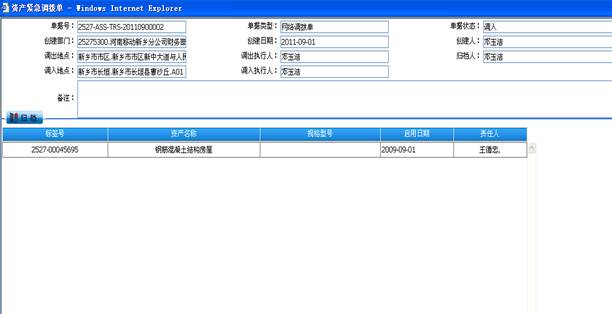 资产紧急调拨单 - Windows Internet Explorer
单据号: 2527-ASS-TRS-20110900002 单据类型: 网络调拨单 单据状态: 调入
创建部门: 25275300.河南移动新乡分公司财务部 创建日期: 2011-09-01 创建人: 邓玉洁
调出地点: 新乡市市区.新乡市市区新中大道与人民 调出执行人: 邓玉洁 归档人: 邓玉洁
调入地点: 新乡市长垣.新乡市长垣县曹沙丘.A01 调入执行人: 邓玉洁
备注:
归档
标签号 资产名称 规格型号 启用日期 责任人
2527-00045695 钢筋混凝土结构房屋 2009-09-01 王德忠.